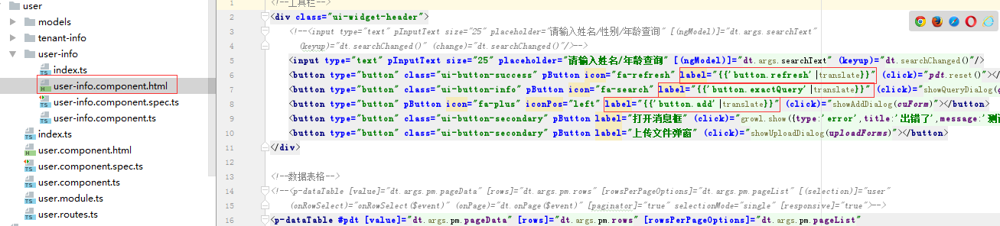 user
models
tenant-info
user-info
index.ts
user-info.component.html
user-info.component.spec.ts
user-info.component.ts
index.ts
user.component.html
user.component.spec.ts
user.component.ts
user.module.ts
user.routes.ts
1 <!--工具栏-->
2 <div class="ui-widget-header">
3 <!--<input type="text" pInputText size="25" placeholder="请输入姓名/性别/年龄查询" [(ngModel)]="dt.args.searchText"
4 (keyup)="dt.searchChanged()" (change)="dt.searchChanged()"/>-->
5 <input type="text" pInputText size="25" placeholder="请输入姓名/年龄查询" [(ngModel)]="dt.args.searchText" (keyup)="dt.searchChanged()"/>
6 <button type="button" class="ui-button-success" pButton icon="fa-refresh" label="{{'button.refresh'|translate}}" (click)="pdt.reset()"></
7 <button type="button" class="ui-button-info" pButton icon="fa-search" label="{{'button.exactQuery'|translate}}" (click)="showQueryDialog(
8 <button type="button" pButton icon="fa-plus" iconPos="left" label="{{'button.add'|translate}}" (click)="showAddDialog(cuForm)"></button>
9 <button type="button" class="ui-button-secondary" pButton label="打开消息框" (click)="growl.show({type:'error',title:'出错了',message:'测
10 <button type="button" class="ui-button-secondary" pButton label="上传文件弹窗" (click)="showUploadDialog(uploadForms)"></button>
11 </div>
12
13 <!--数据表格-->
14 <!--<p-dataTable [value]="dt.args.pm.pageData" [rows]="dt.args.pm.rows" [rowsPerPageOptions]="dt.args.pm.pageList" [(selection)]="user"
15 (onRowSelect)="onRowSelect($event)" (onPage)="dt.onPage($event)" [paginator]="true" selectionMode="single" [responsive]="true">-->
16 <p-dataTable #pdt [value]="dt.args.pm.pageData" [rows]="dt.args.pm.rows" [rowsPerPageOptions]="dt.args.pm.pageList"